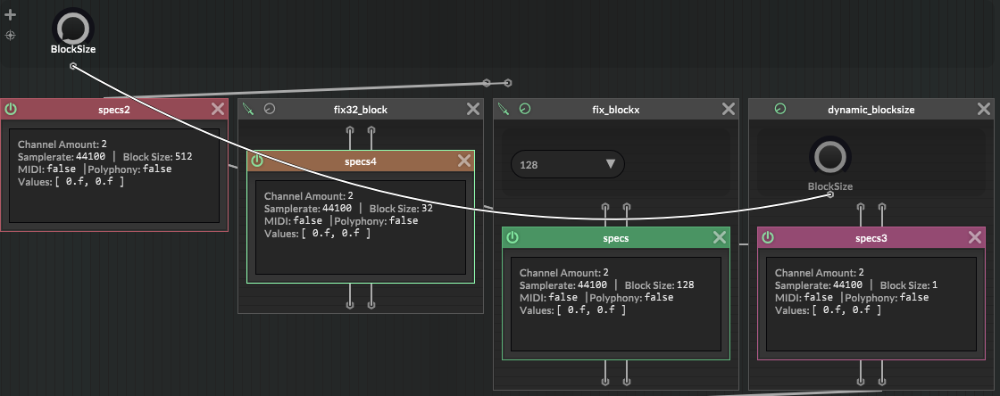 BlockSize
specs2
Channel Amount: 2
Samplerate: 44100 | Block Size: 512
MIDI: false |Polyphony: false
Values: [ 0.f, 0.f ]
fix32_block
specs4
Channel Amount: 2
Samplerate: 44100 | Block Size: 32
MIDI: false |Polyphony: false
Values: [ 0.f, 0.f ]
fix_blockx
128
specs
Channel Amount: 2
Samplerate: 44100 | Block Size: 128
MIDI: false |Polyphony: false
Values: [ 0.f, 0.f ]
dynamic_blocksize
BlockSize
specs3
Channel Amount: 2
Samplerate: 44100 | Block Size: 1
MIDI: false |Polyphony: false
Values: [ 0.f, 0.f ]